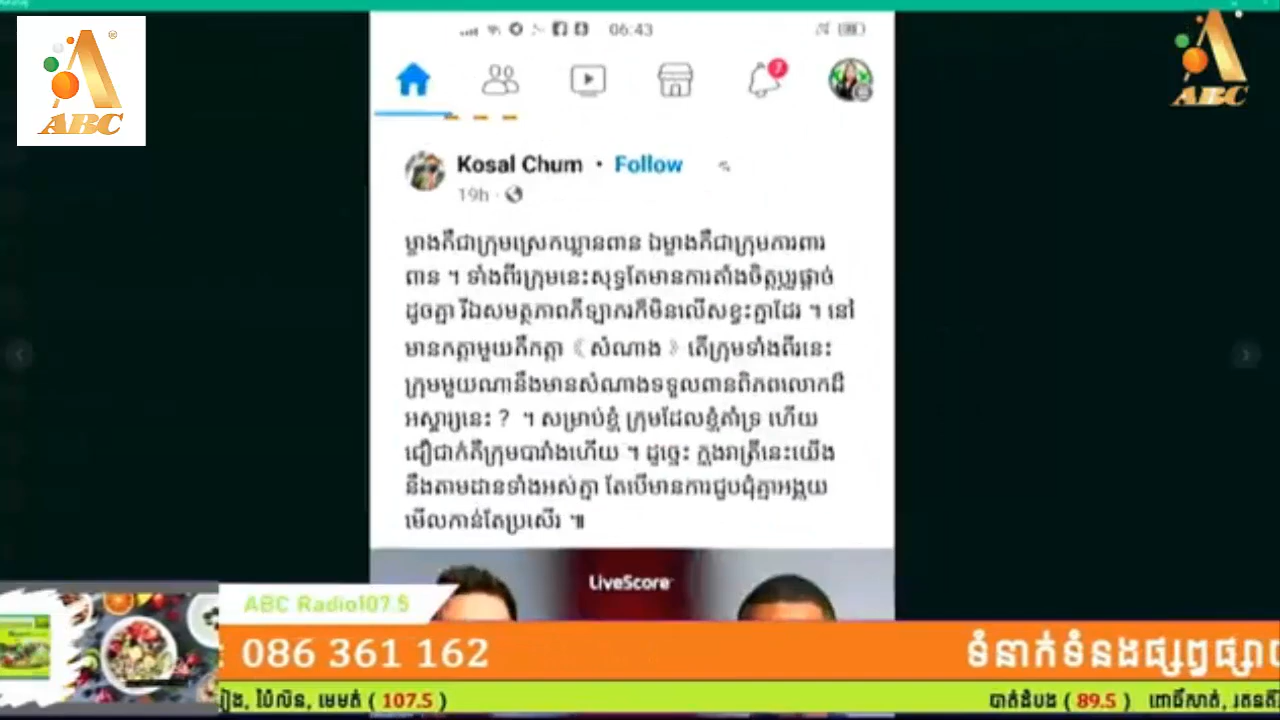 ABC
ABC
06:43
7
Kosal Chum · Follow
19h
ម្ខាងគឺជាក្រុមស្រេកឃ្លានពាន ឯម្ខាងគឺជាក្រុមការពារ
ពាន ។ ទាំងពីរក្រុមនេះសុទ្ធតែមានការតាំងចិត្តប្តូរផ្តាច់
ដូចគ្នា រីឯសមត្ថភាពកីឡាករក៏មិនលើសខ្វះគ្នាដែរ ។ នៅ
មានកត្តាមួយគឺកត្តា《 សំណាង 》តើក្រុមទាំងពីរនេះ
ក្រុមមួយណានឹងមានសំណាងទទួលពានពិភពលោកដ៏
អស្ចារ្យនេះ ? ។ សម្រាប់ខ្ញុំ ក្រុមដែលខ្ញុំគាំទ្រ ហើយ
ជឿជាក់គឺក្រុមបារាំងហើយ ។ ដូច្នេះ ក្នុងរាត្រីនេះយើង
នឹងតាមដានទាំងអស់គ្នា តែបើមានការជួបជុំគ្នាអង្គុយ
មើលកាន់តែប្រសើរ ៕
LiveScore
ABC Radio107.5
086 361 162
ទំនាក់ទំនងផ្សព្វផ្សាយ
ប៉ៃលិន, មេមត់ ( 107.5 )
បាត់ដំបង ( 89.5 ) ពោធិ៍សាត់,